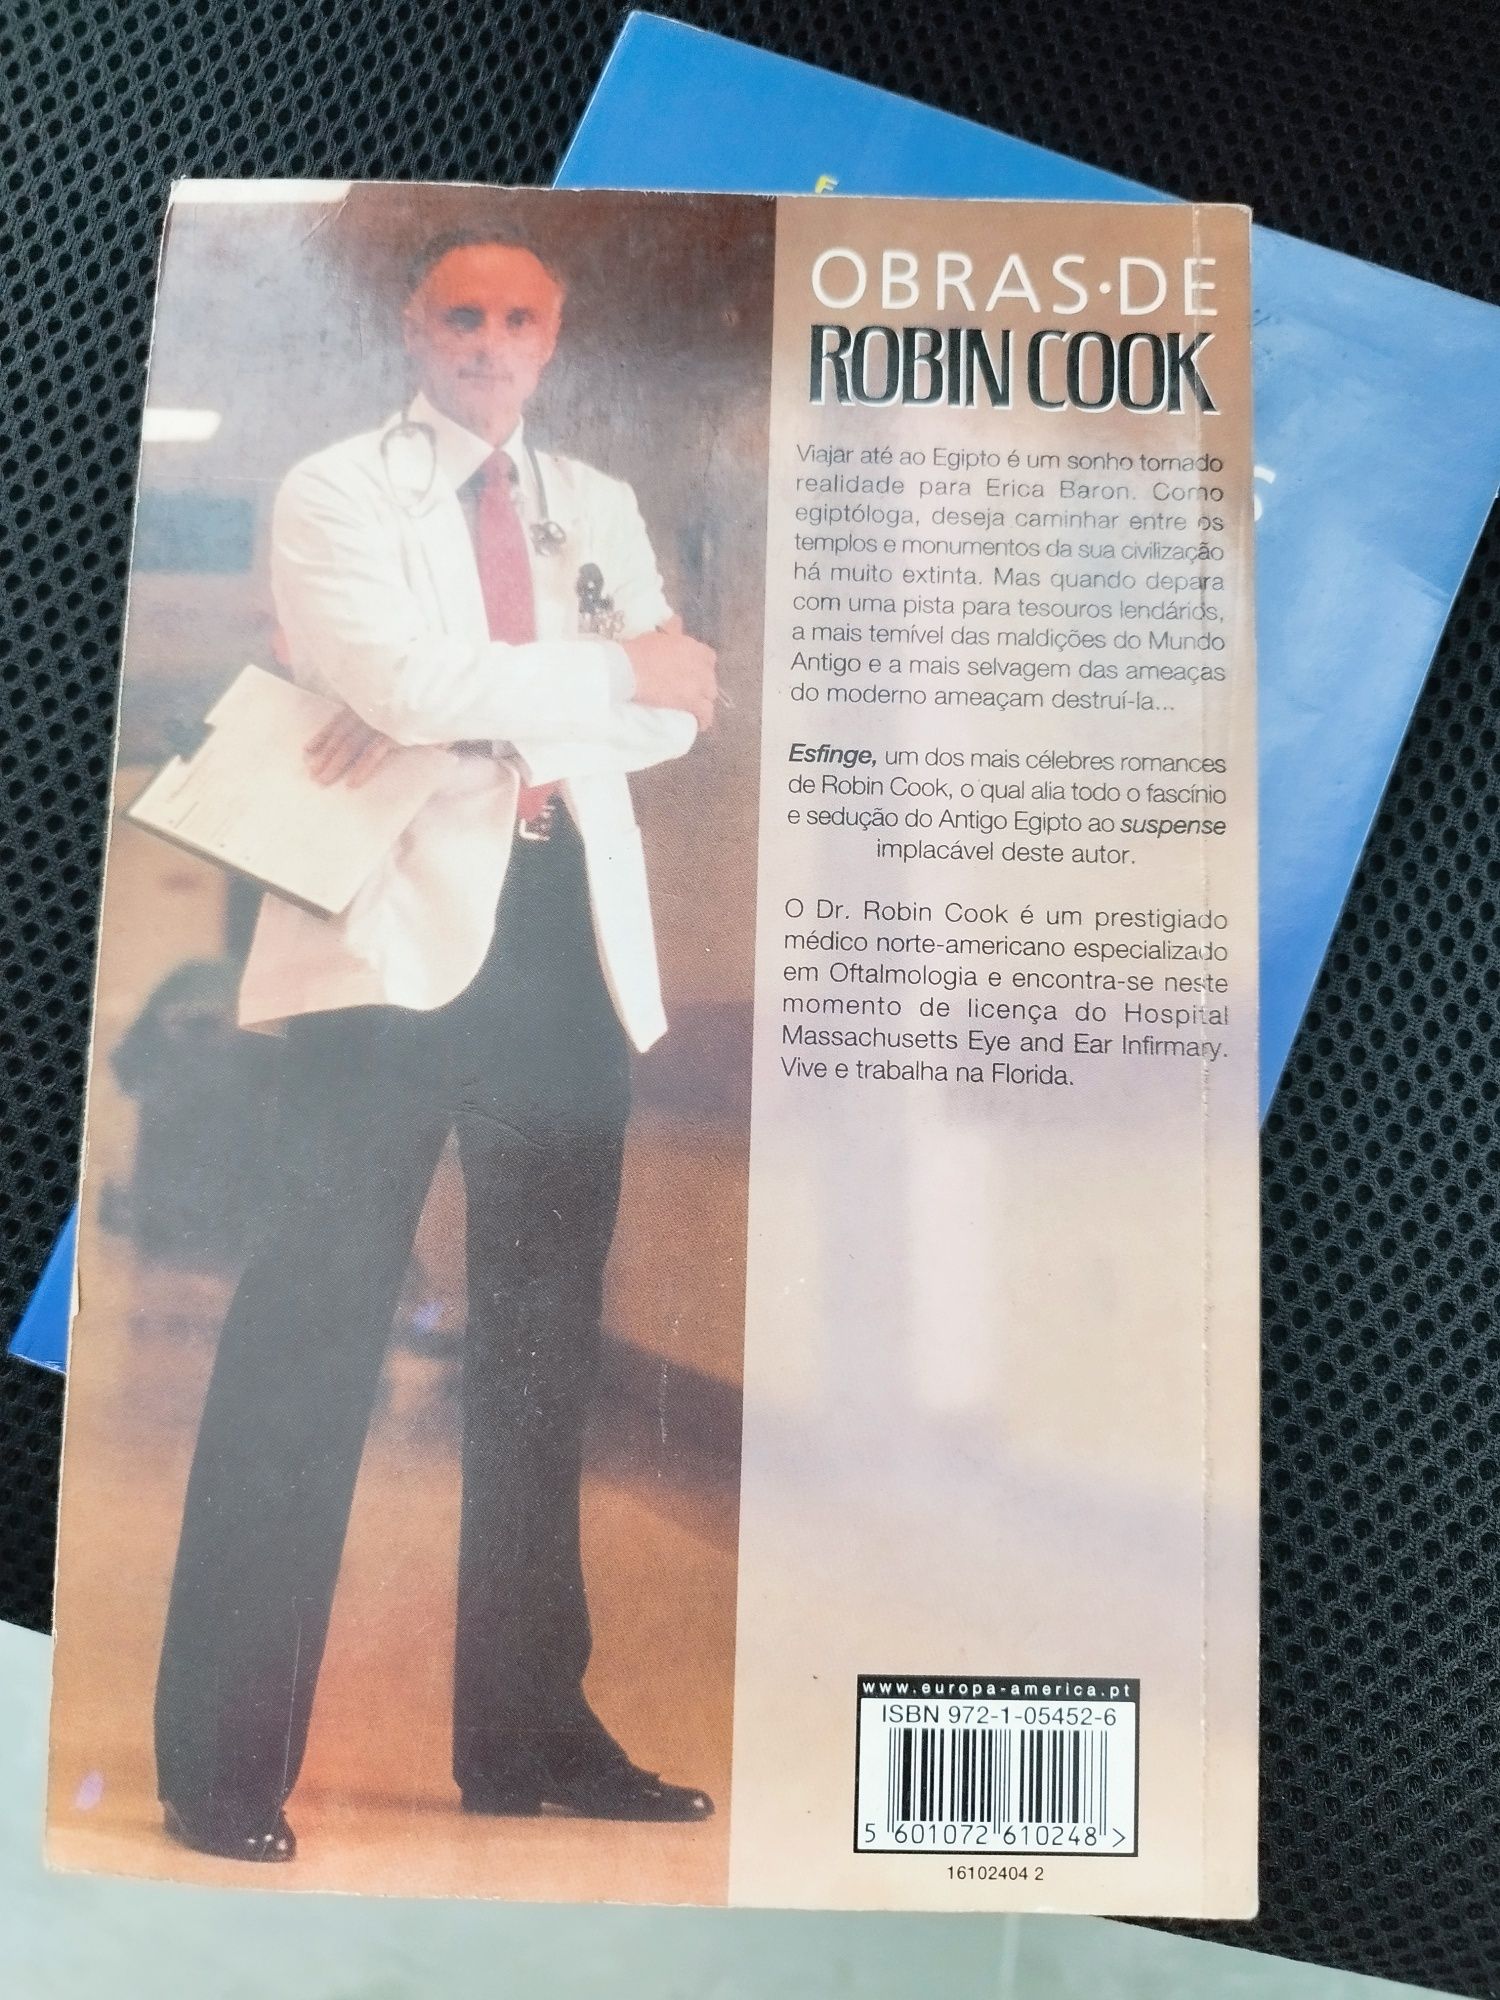 OBRAS·DE
ROBIN COOK
Viajar até ao Egipto é um sonho tornado
realidade para Erica Baron. Como
egiptóloga, deseja caminhar entre os
templos e monumentos da sua civilização
há muito extinta. Mas quando depara
com uma pista para tesouros lendários,
a mais temível das maldições do Mundo
Antigo e a mais selvagem das ameaças
do moderno ameaçam destruí-la...
Esfinge, um dos mais célebres romances
de Robin Cook, o qual alia todo o fascínio
e sedução do Antigo Egipto ao suspense
implacável deste autor.
O Dr. Robin Cook é um prestigiado
médico norte-americano especializado
em Oftalmologia e encontra-se neste
momento de licença do Hospital
Massachusetts Eye and Ear Infirmary.
Vive e trabalha na Florida.
www.europa-america.pt
ISBN 972-1-05452-6
5 601072 610248 >
16102404 2